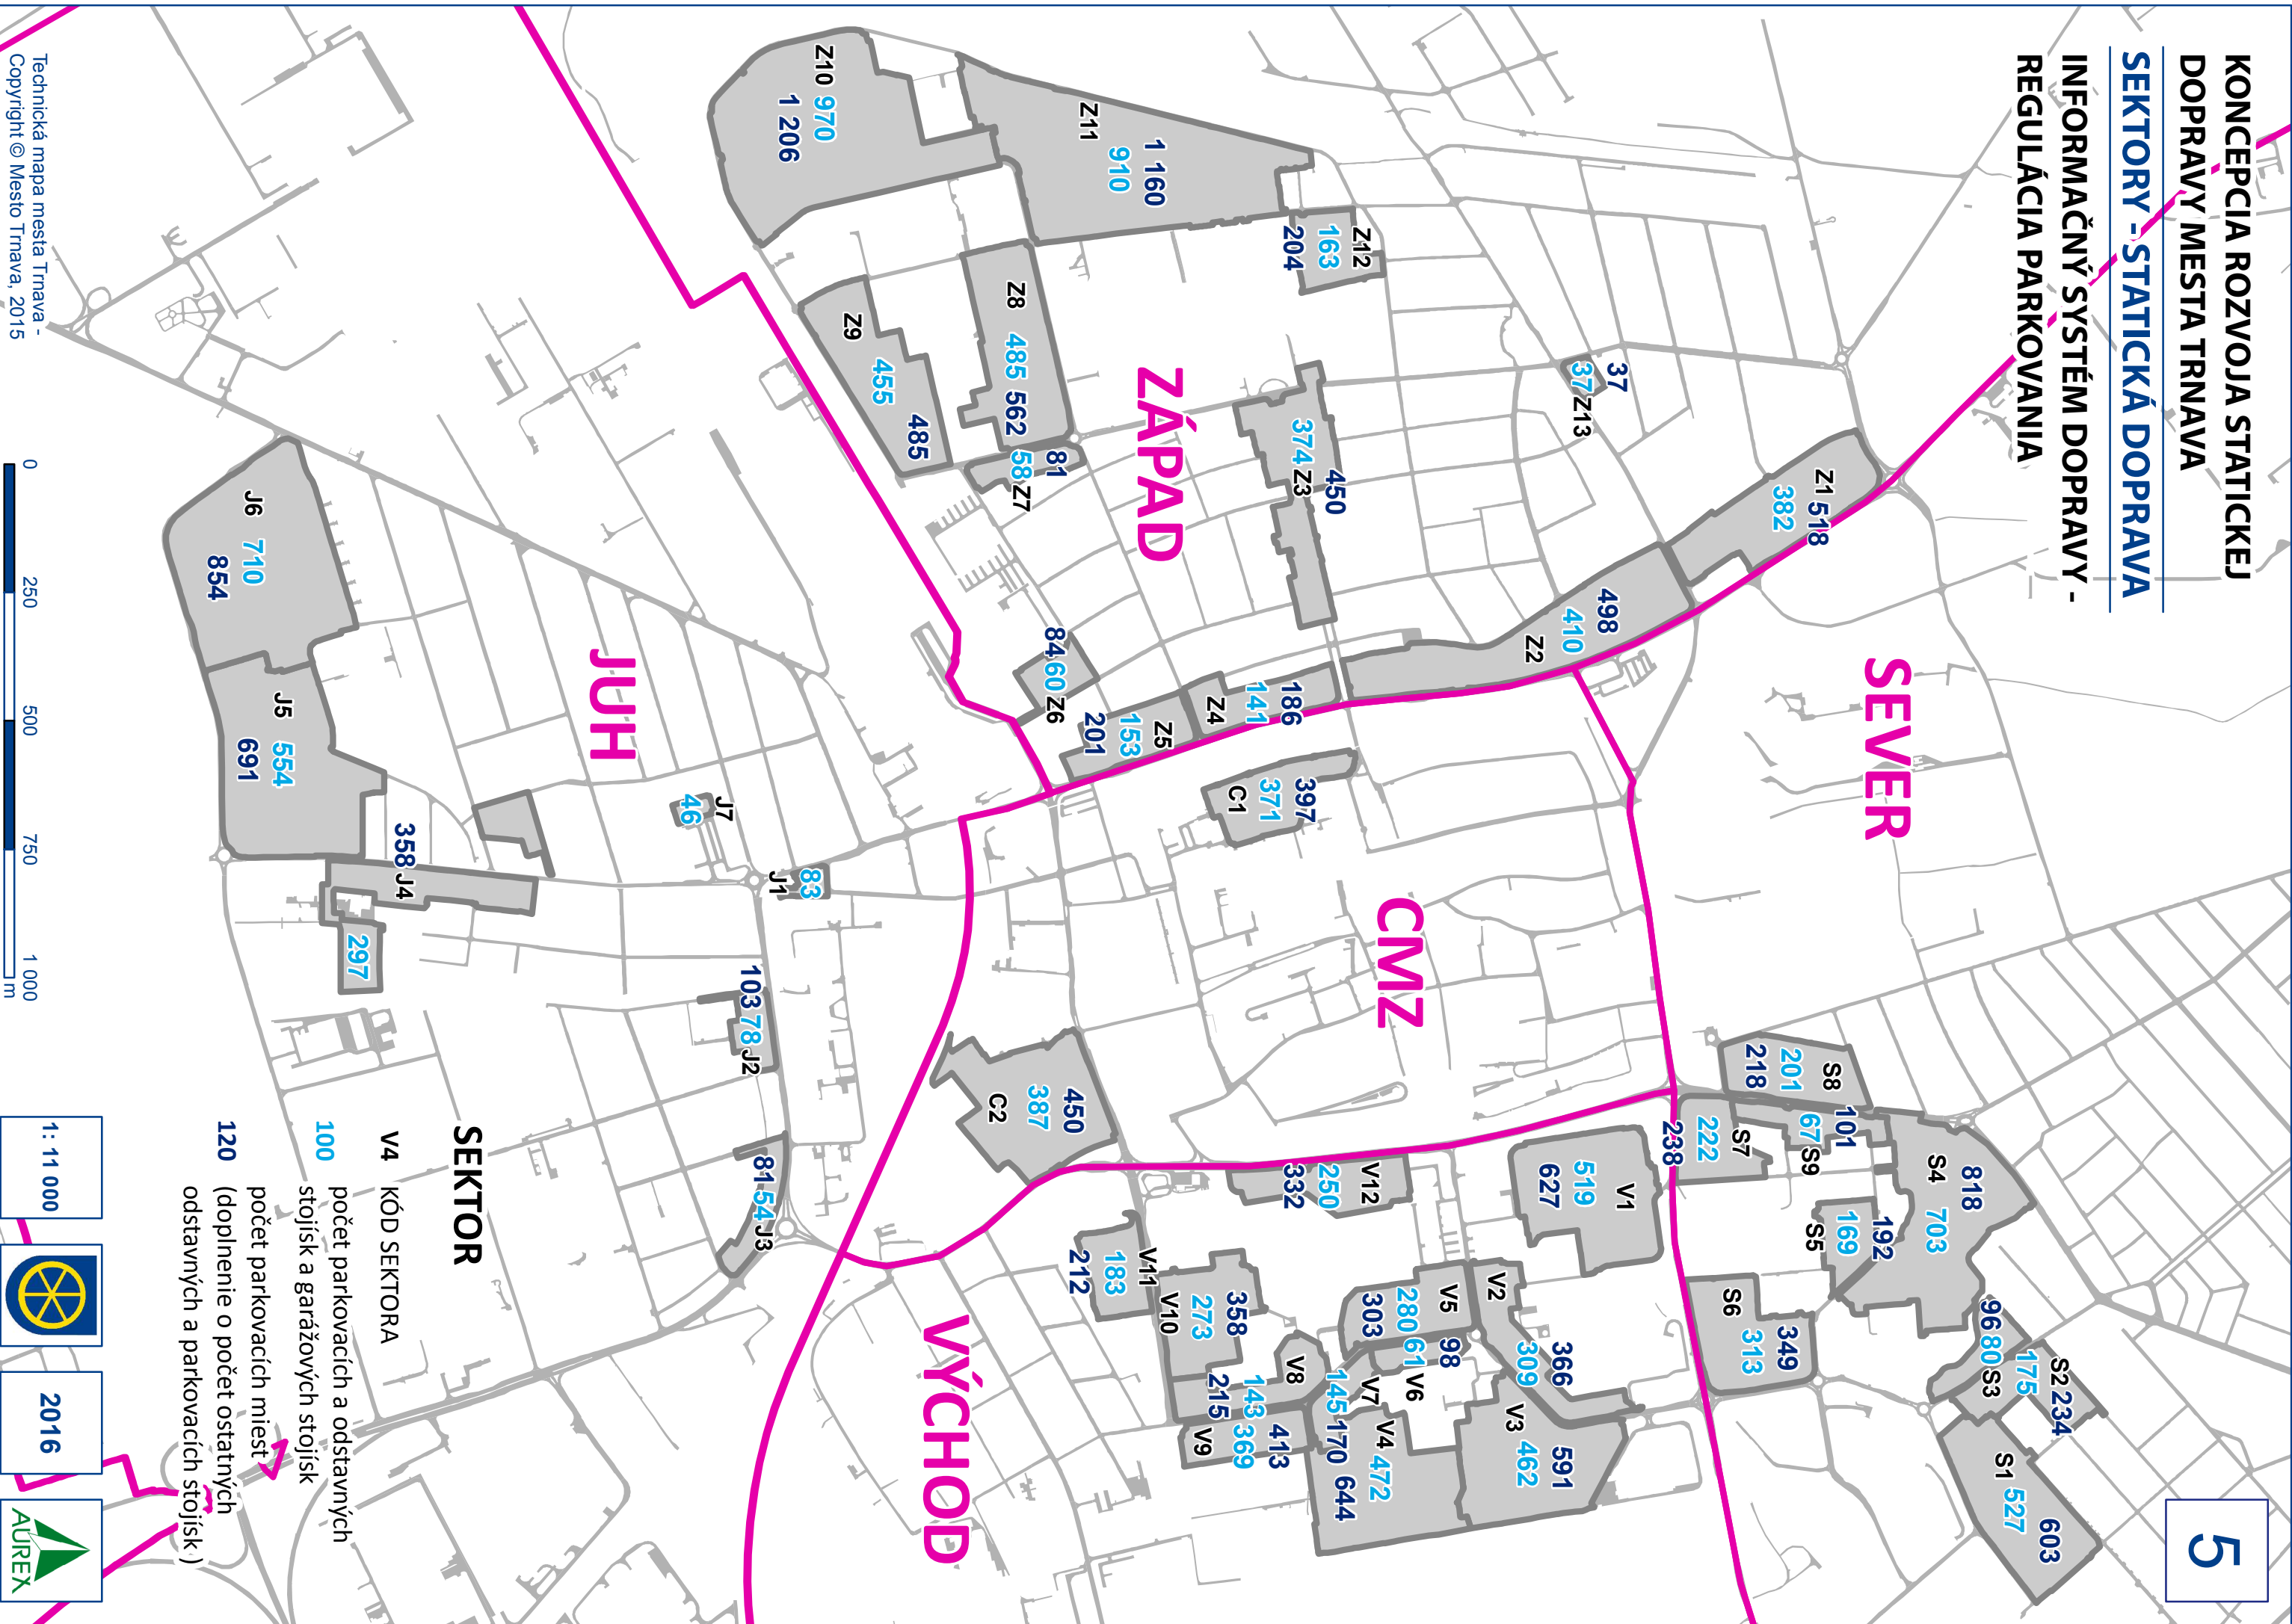 KONCEPCIA ROZVOJA STATICKEJ
DOPRAVY MESTA TRNAVA
SEKTORY - STATICKÁ DOPRAVA
INFORMAČNÝ SYSTÉM DOPRAVY -
REGULÁCIA PARKOVANIA
5
SEVER
ZÁPAD
CMZ
JUH
VÝCHOD
Z1 518
382
498
410
Z2
450
374 Z3
186
141
Z4
Z5
153
201
84 60 Z6
81
58 Z7
Z8 485 562
Z9 455 485
Z10 970
1 206
Z11 1 160
910
Z12
163
204
37
37 Z13
397
371
C1
450
387
C2
S1 527 603
S2 234
175
96 80 S3
818
S4 703
192
169
S5
349
S6 313
S7
222
238
S8
201
218
101
67 S9
V1
519
627
V2
366
309
591
V3 462
V4 472
644
V5
280
303
98
61 V6
V7
145 170
V8
143
215
413
369
V9
358
273
V10
V11
183
212
V12
250
332
83
J1
103 78 J2
81 54 J3
358 J4
297
J5 554
691
J6 710
854
J7
46
SEKTOR
V4 KÓD SEKTORA
100 počet parkovacích a odstavných
stojísk a garážových stojísk
120 počet parkovacích miest
(doplnenie o počet ostatných
odstavných a parkovacích stojísk )
Technická mapa mesta Trnava -
Copyright © Mesto Trnava, 2015
0 250 500 750 1 000
m
1: 11 000
2016
AUREX